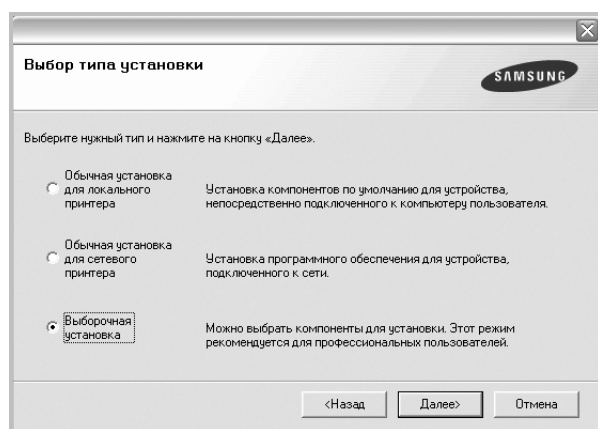 Выбор типа установки
SAMSUNG
Выберите нужный тип и нажмите на кнопку «Далее».
Обычная установка
для локального
принтера
Установка компонентов по умолчанию для устройства,
непосредственно подключенного к компьютеру пользователя.
Обычная установка
для сетевого
принтера
Установка программного обеспечения для устройства,
подключенного к сети.
Выборочная
установка
Можно выбрать компоненты для установки. Этот режим
рекомендуется для профессиональных пользователей.
<Назад
Далее>
Отмена